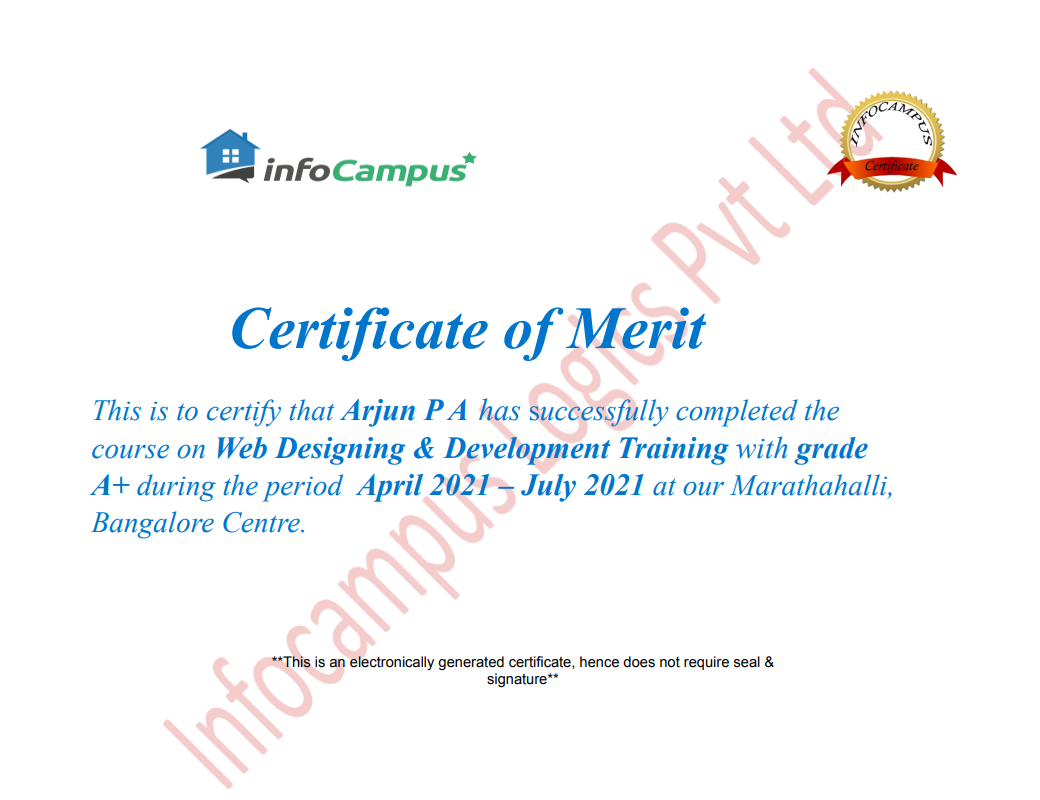 infoCampus
INFOCAMPUS
Certificate
Certificate of Merit
This is to certify that Arjun P A has successfully completed the
course on Web Designing & Development Training with grade
A+ during the period April 2021 – July 2021 at our Marathahalli,
Bangalore Centre.
**This is an electronically generated certificate, hence does not require seal &
signature**
Infocampus Logics Pvt Ltd